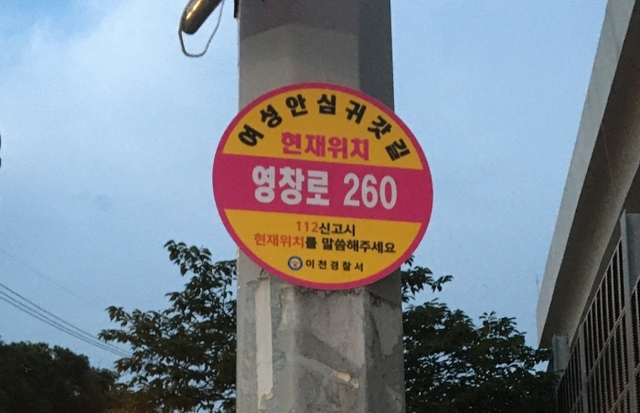 여성안심귀갓길
현재위치
영창로 260
112신고시
현재위치를 말씀해주세요
이천경찰서